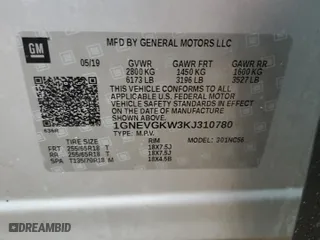 GM
MFD BY GENERAL MOTORS LLC
05/19 GVWR GAWR FRT GAWR RR
2800 KG 1450 KG 1600 KG
6173 LB 3196 LB 3527 LB
THIS VEHICLE CONFORMS TO ALL APPLICABLE
U.S. FEDERAL MOTOR VEHICLE SAFETY AND
THEFT PREVENTION STANDARDS IN EFFECT ON
THE DATE OF MANUFACTURE SHOWN ABOVE.
1GNEVGKW3KJ310780
TYPE: M.P.V. MODEL:
TIRE SIZE RIM
FRT 255/65R18 T 18X7.5J
RR 255/65R18 T 18X7.5J
SPA M 18X4.5B